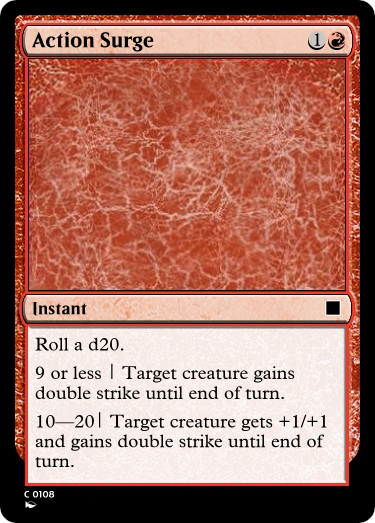 Action Surge 1
Instant
Roll a d20.
9 or less | Target creature gains
double strike until end of turn.
10—20| Target creature gets +1/+1
and gains double strike until end of
turn.
C 0108